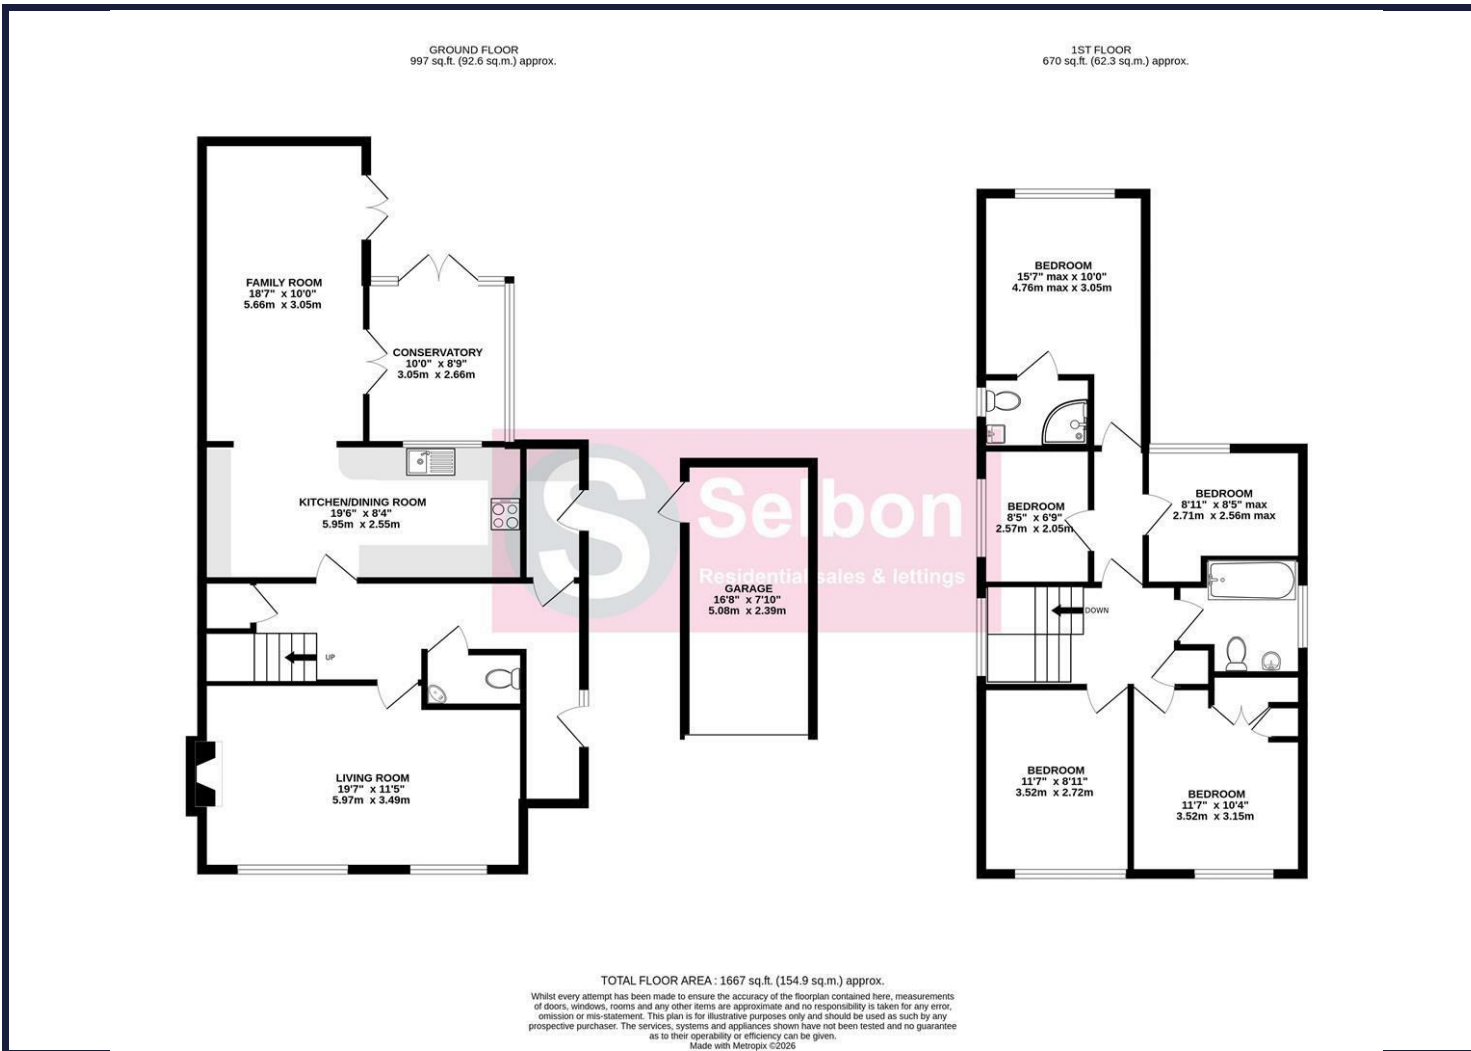 GROUND FLOOR
997 sq.ft. (92.6 sq.m.) approx.
1ST FLOOR
670 sq.ft. (62.3 sq.m.) approx.
FAMILY ROOM
18'7" x 10'0"
5.66m x 3.05m
CONSERVATORY
10'0" x 8'9"
3.05m x 2.66m
KITCHEN/DINING ROOM
19'6" x 8'4"
5.95m x 2.55m
UP
LIVING ROOM
19'7" x 11'5"
5.97m x 3.49m
S Selbon
Residential sales & lettings
GARAGE
16'8" x 7'10"
5.08m x 2.39m
BEDROOM
15'7" max x 10'0"
4.76m max x 3.05m
BEDROOM
8'5" x 6'9"
2.57m x 2.05m
BEDROOM
8'11" x 8'5" max
2.71m x 2.56m max
DOWN
BEDROOM
11'7" x 8'11"
3.52m x 2.72m
BEDROOM
11'7" x 10'4"
3.52m x 3.15m
TOTAL FLOOR AREA : 1667 sq.ft. (154.9 sq.m.) approx.
Whilst every attempt has been made to ensure the accuracy of the floorplan contained here, measurements
of doors, windows, rooms and any other items are approximate and no responsibility is taken for any error,
omission or mis-statement. This plan is for illustrative purposes only and should be used as such by any
prospective purchaser. The services, systems and appliances shown have not been tested and no guarantee
as to their operability or efficiency can be given.
Made with Metropix ©2026